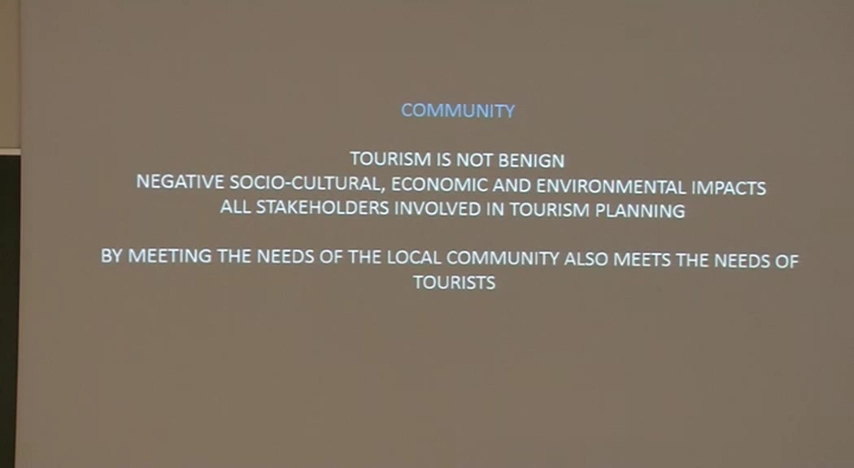 COMMUNITY
TOURISM IS NOT BENIGN
NEGATIVE SOCIO-CULTURAL, ECONOMIC AND ENVIRONMENTAL IMPACTS
ALL STAKEHOLDERS INVOLVED IN TOURISM PLANNING
BY MEETING THE NEEDS OF THE LOCAL COMMUNITY ALSO MEETS THE NEEDS OF
TOURISTS